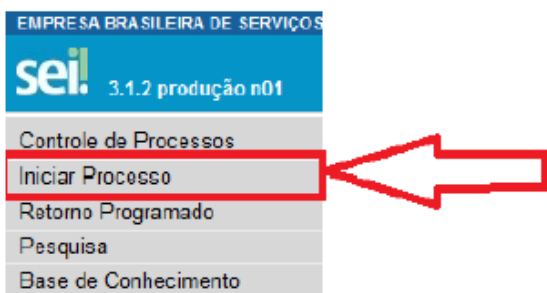 EMPRESA BRASILEIRA DE SERVIÇOS
sei!
3.1.2 produção n01
Controle de Processos
Iniciar Processo
Retorno Programado
Pesquisa
Base de Conhecimento